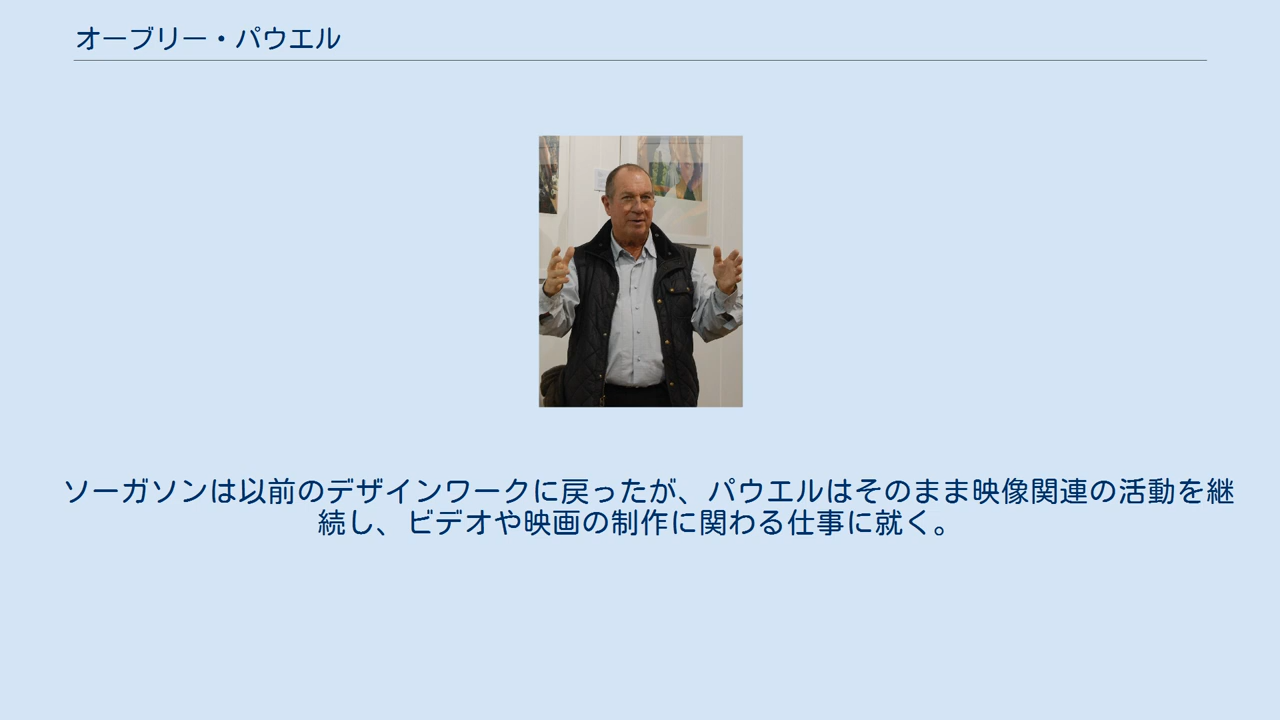 オーブリー・パウエル
ソーガソンは以前のデザインワークに戻ったが、パウエルはそのまま映像関連の活動を継
続し、ビデオや映画の制作に関わる仕事に就く。